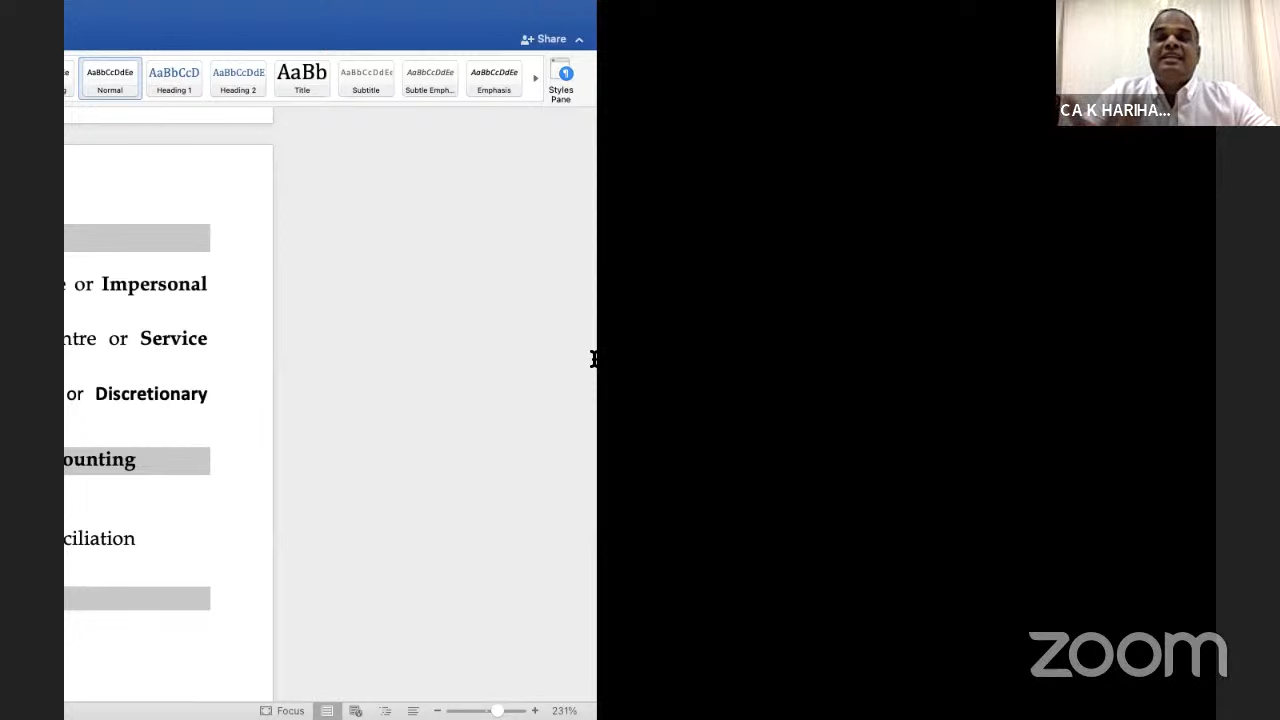 Share
AaBbCcDdEe AaBbCcD AaBbCcDdE AaBb AaBbCcDdEe AaBbCcDdEe AaBbCcDdEe
Normal Heading 1 Heading 2 Title Subtitle Subtle Emph... Emphasis Styles Pane
C A K HARIHA...
e or Impersonal
ntre or Service
or Discretionary
ounting
ciliation
zoom
Focus 231%